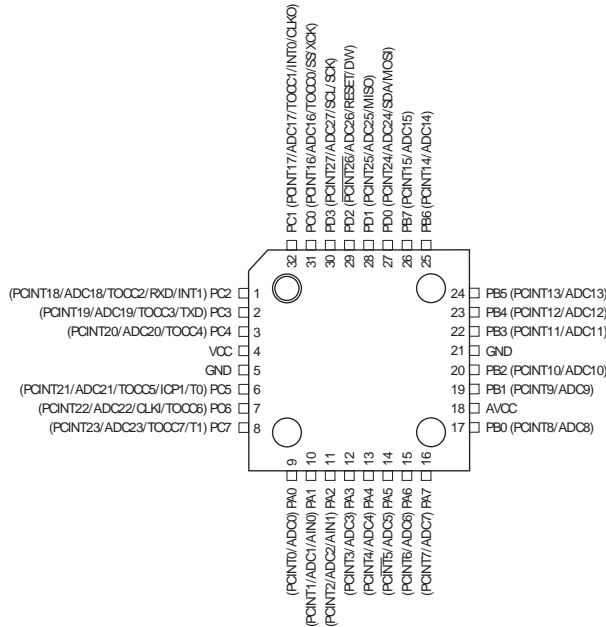 PC1 (PCINT17/ADC17/TOCC1/INT0/CLKO)
PC0 (PCINT16/ADC16/TOCC0/SS/XCK)
PD3 (PCINT27/ADC27/SCL/SCK)
PD2 (PCINT26/ADC26/RESET/DW)
PD1 (PCINT25/ADC25/MISO)
PD0 (PCINT24/ADC24/SDA/MOSI)
PB7 (PCINT15/ADC15)
PB6 (PCINT14/ADC14)
32 31 30 29 28 27 26 25
(PCINT18/ADC18/TOCC2/RXD/INT1) PC2 1
(PCINT19/ADC19/TOCC3/TXD) PC3 2
(PCINT20/ADC20/TOCC4) PC4 3
VCC 4
GND 5
(PCINT21/ADC21/TOCC5/ICP1/T0) PC5 6
(PCINT22/ADC22/CLKI/TOCC6) PC6 7
(PCINT23/ADC23/TOCC7/T1) PC7 8
24 PB5 (PCINT13/ADC13)
23 PB4 (PCINT12/ADC12)
22 PB3 (PCINT11/ADC11)
21 GND
20 PB2 (PCINT10/ADC10)
19 PB1 (PCINT9/ADC9)
18 AVCC
17 PB0 (PCINT8/ADC8)
9 10 11 12 13 14 15 16
(PCINT0/ADC0) PA0
(PCINT1/ADC1/AIN0) PA1
(PCINT2/ADC2/AIN1) PA2
(PCINT3/ADC3) PA3
(PCINT4/ADC4) PA4
(PCINT5/ADC5) PA5
(PCINT6/ADC6) PA6
(PCINT7/ADC7) PA7